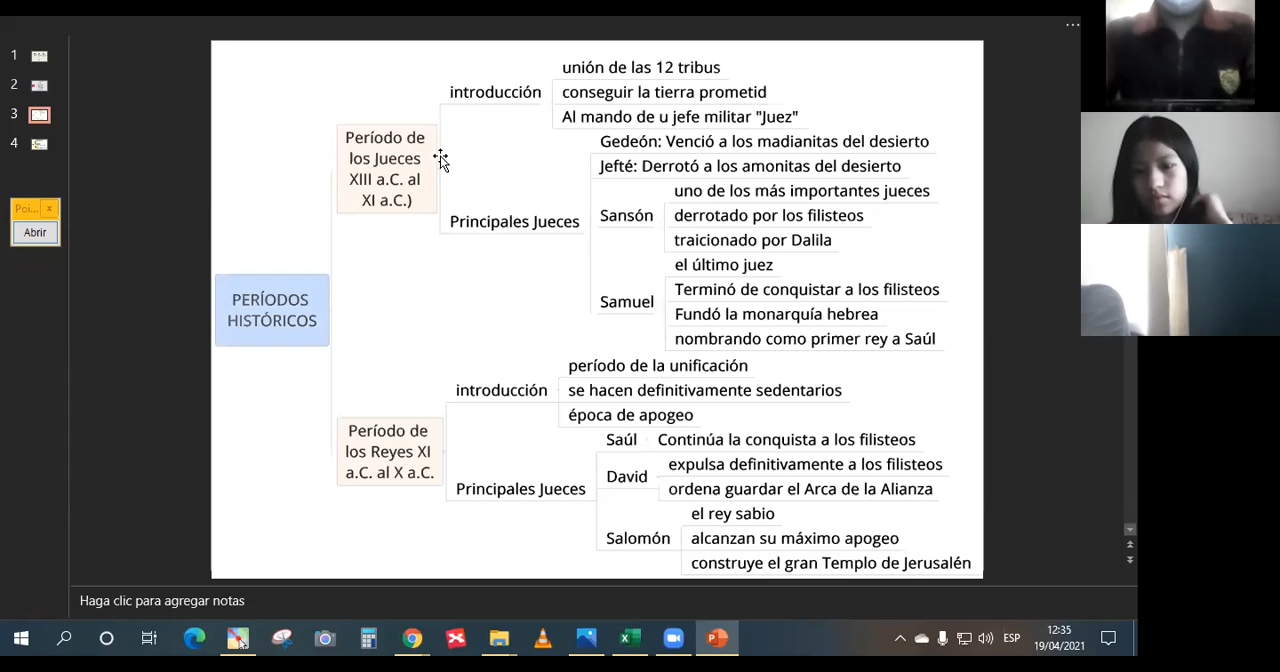 1
2
3
4
Poi... x
Abrir
PERÍODOS
HISTÓRICOS
Período de
los Jueces
XIII a.C. al
XI a.C.)
introducción
unión de las 12 tribus
conseguir la tierra prometid
Al mando de u jefe militar "Juez"
Principales Jueces
Gedeón: Venció a los madianitas del desierto
Jefté: Derrotó a los amonitas del desierto
Sansón
uno de los más importantes jueces
derrotado por los filisteos
traicionado por Dalila
Samuel
el último juez
Terminó de conquistar a los filisteos
Fundó la monarquía hebrea
nombrando como primer rey a Saúl
Período de
los Reyes XI
a.C. al X a.C.
introducción
período de la unificación
se hacen definitivamente sedentarios
época de apogeo
Principales Jueces
Saúl
Continúa la conquista a los filisteos
David
expulsa definitivamente a los filisteos
ordena guardar el Arca de la Alianza
Salomón
el rey sabio
alcanzan su máximo apogeo
construye el gran Templo de Jerusalén
Haga clic para agregar notas
ESP
12:35
19/04/2021